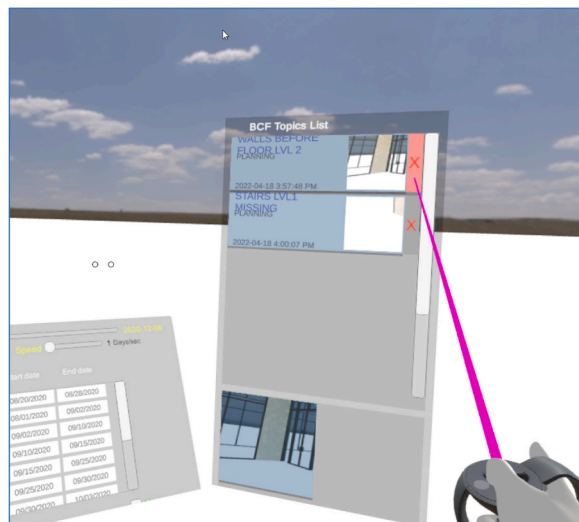 BCF Topics List
WALLS BEFORE
FLOOR LVL 2
PLANNING
2022-04-18 3:57:48 PM
X
STAIRS LVL1
MISSING
PLANNING
2022-04-18 4:00:07 PM
X
Speed
1 Days/sec
Start date End date
08/20/2020 08/28/2020
08/01/2020 09/02/2020
09/02/2020 09/10/2020
09/10/2020 09/15/2020
09/15/2020 09/25/2020
09/25/2020 09/30/2020
09/30/2020 10/03/2020